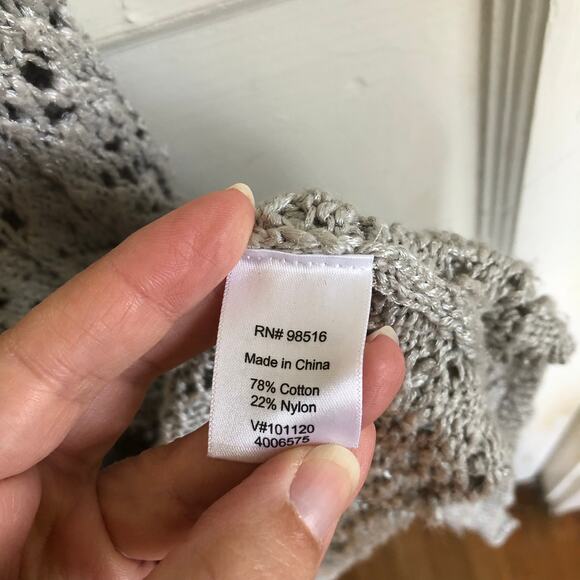 RN# 98516
Made in China
78% Cotton
22% Nylon
V#101120
4006575